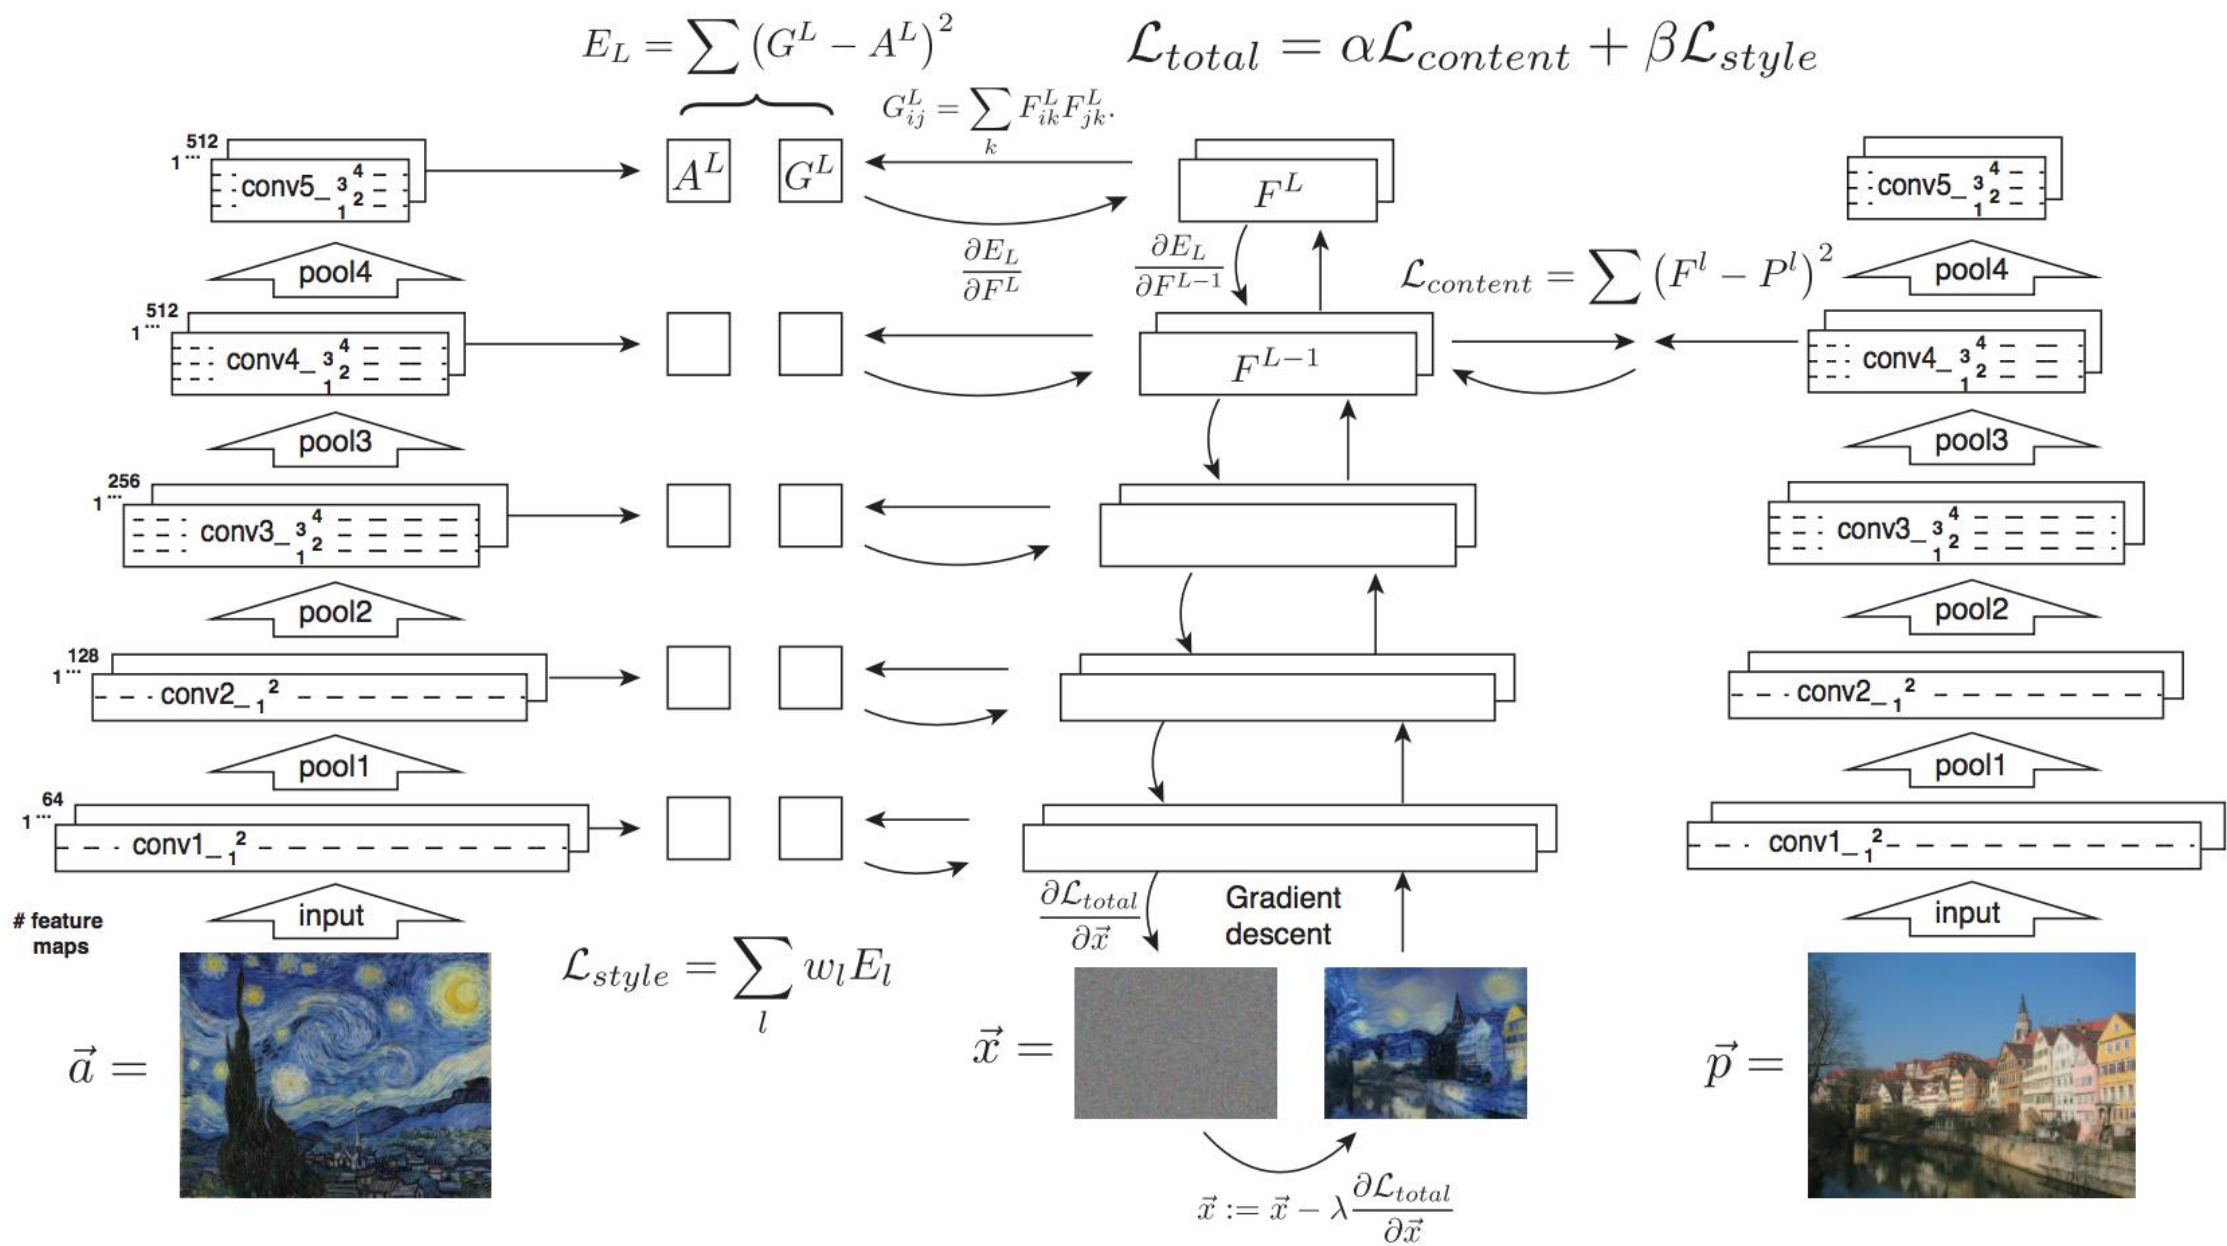 E_L = ∑ (G^L − A^L)^2
ℒ_total = αℒ_content + βℒ_style
G^L_ij = ∑_k F^L_ik F^L_jk.
512
1...
conv5_ 1 2 3 4
A^L
G^L
F^L
conv5_ 1 2 3 4
pool4
∂E_L/∂F^L
∂E_L/∂F^{L−1}
ℒ_content = ∑ (F^l − P^l)^2
pool4
512
1...
conv4_ 1 2 3 4
F^{L−1}
conv4_ 1 2 3 4
pool3
pool3
256
1...
conv3_ 1 2 3 4
conv3_ 1 2 3 4
pool2
pool2
128
1...
conv2_ 1 2
conv2_ 1 2
pool1
pool1
64
1...
conv1_ 1 2
conv1_ 1 2
# feature
maps
input
∂ℒ_total/∂x⃗
Gradient
descent
input
ℒ_style = ∑_l w_l E_l
a⃗ =
x⃗ =
p⃗ =
x⃗ := x⃗ − λ ∂ℒ_total/∂x⃗